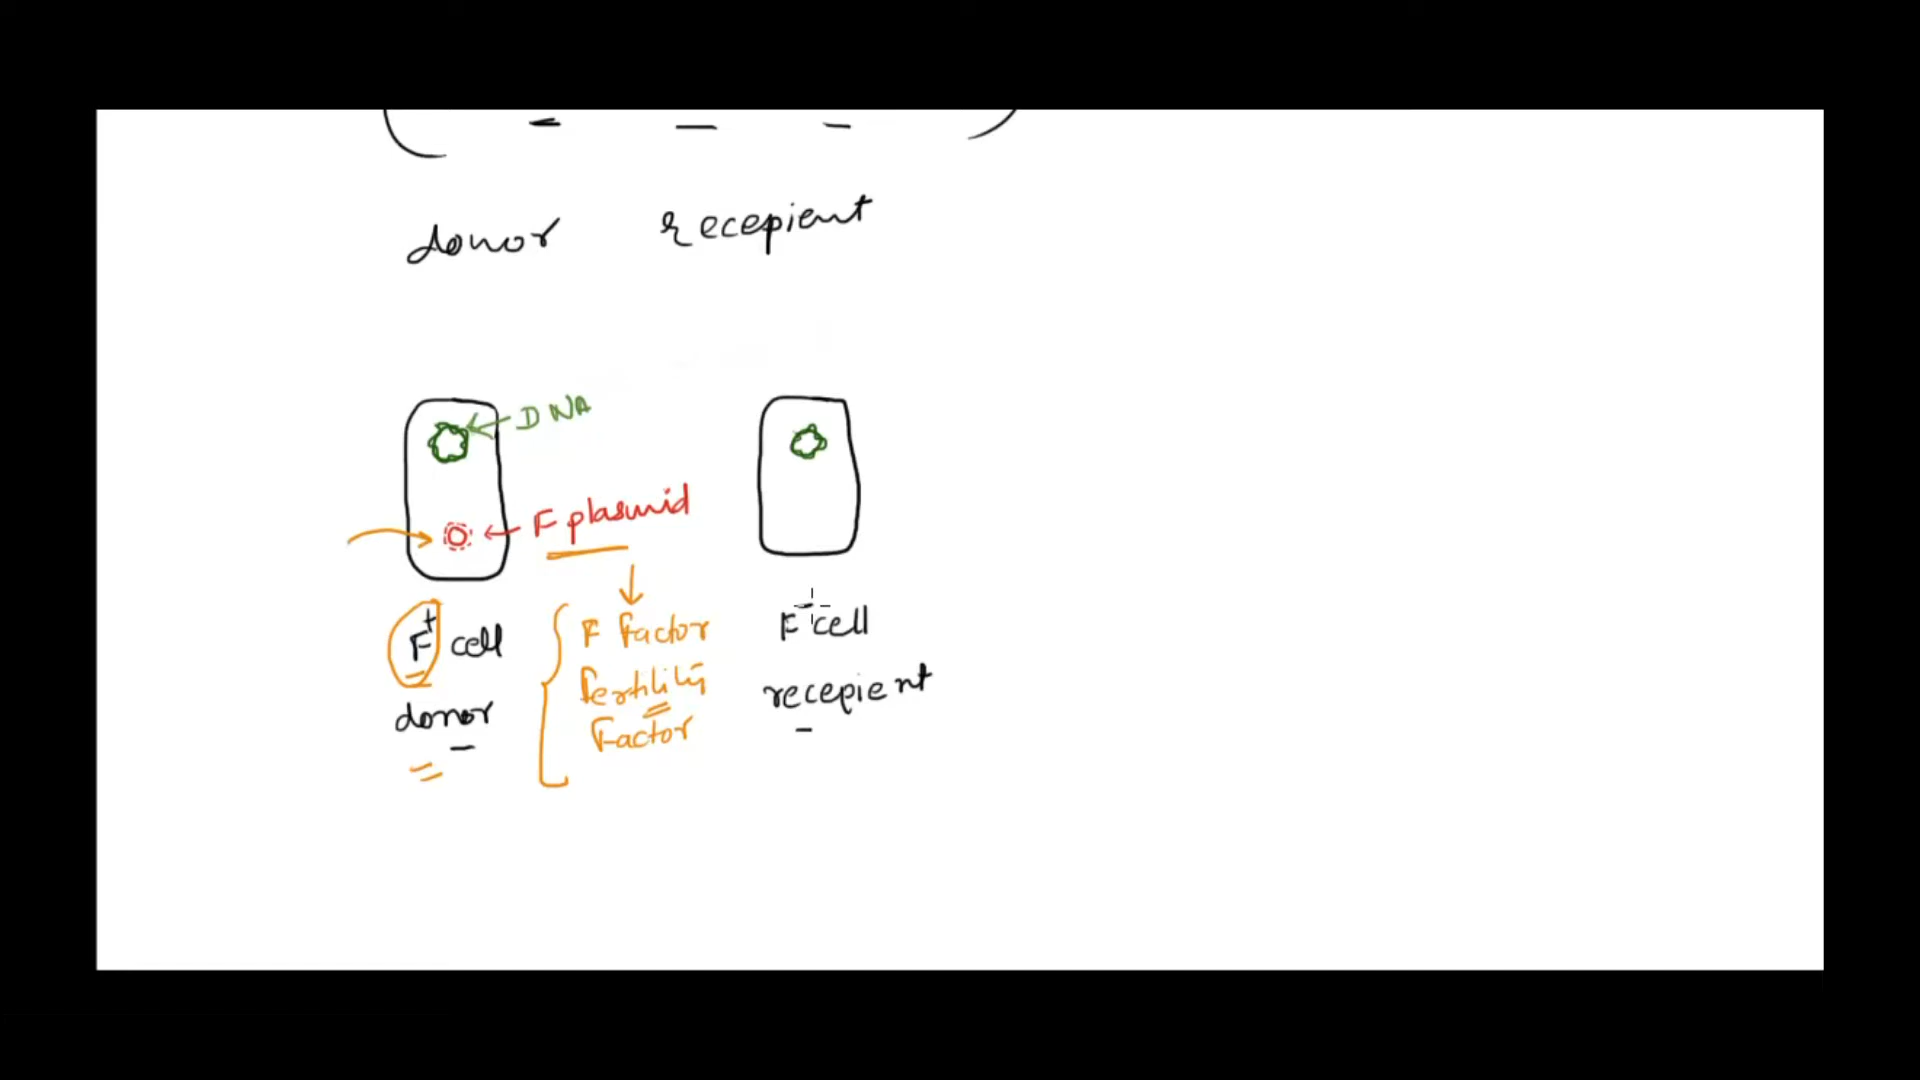 donor recepient
DNA
F plasmid
F+ cell
donor
F Factor
fertility
Factor
F- cell
recepient